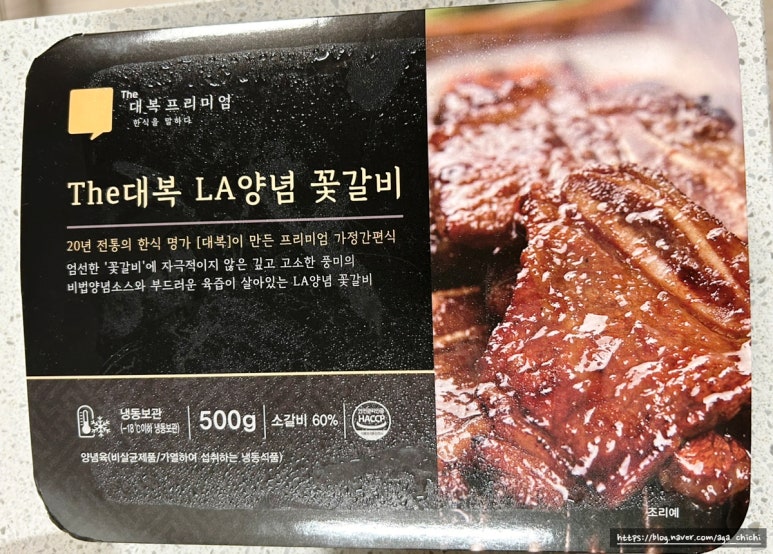 The
대복프리미엄
한식을 말하다
The대복 LA양념 꽃갈비
20년 전통의 한식 명가 [대복]이 만든 프리미엄 가정간편식
엄선한 '꽃갈비'에 자극적이지 않은 깊고 고소한 풍미의
비법양념소스와 부드러운 육즙이 살아있는 LA양념 꽃갈비
냉동보관
(-18℃이하 냉동보관)
500g
소갈비 60%
HACCP
양념육(비살균제품/가열하여 섭취하는 냉동식품)
조리예
https://blog.naver.com/aga_chichi